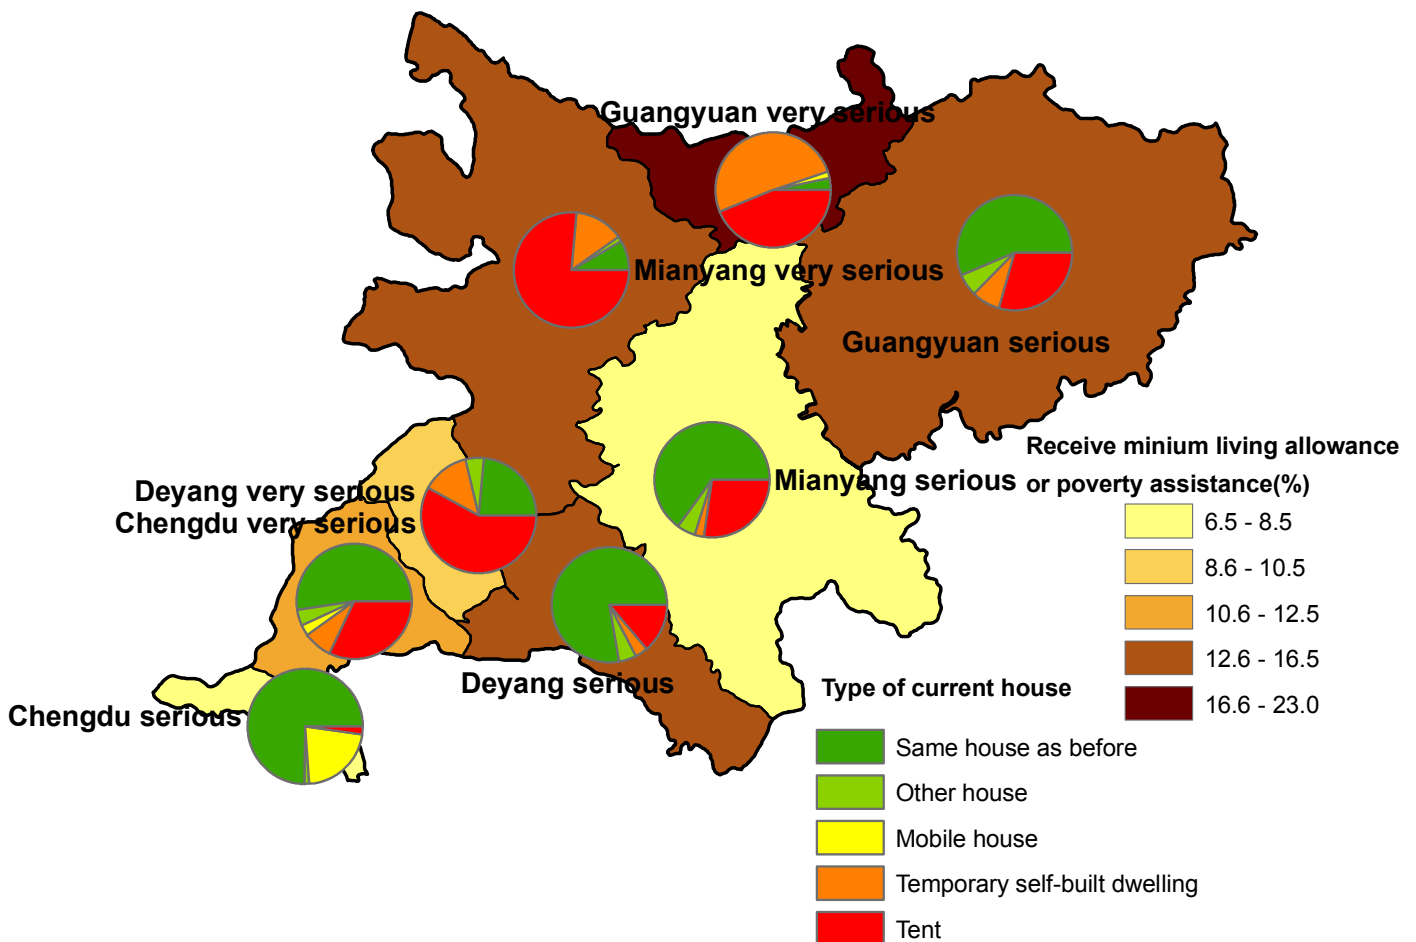 Guangyuan very serious
Mianyang very serious
Guangyuan serious
Receive minium living allowance
or poverty assistance(%)
Mianyang serious
Deyang very serious
Chengdu very serious
6.5 - 8.5
8.6 - 10.5
10.6 - 12.5
12.6 - 16.5
16.6 - 23.0
Deyang serious
Chengdu serious
Type of current house
Same house as before
Other house
Mobile house
Temporary self-built dwelling
Tent